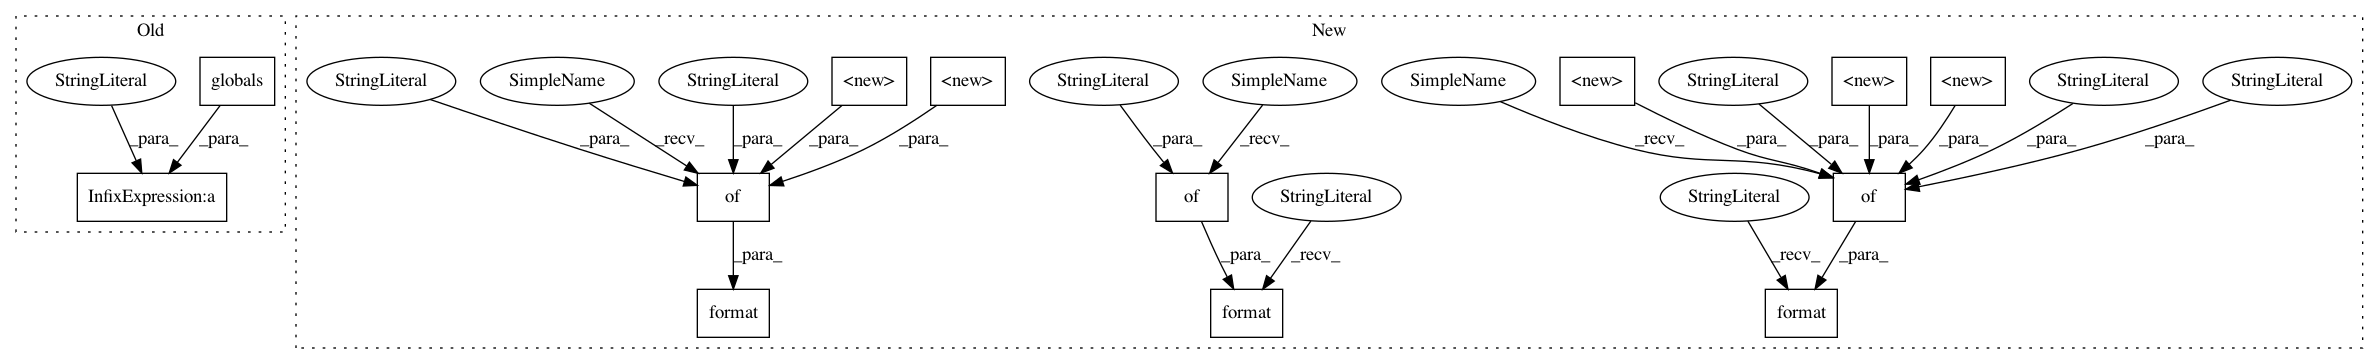 Old
New
StringLiteral
globals
StringLiteral
SimpleName
StringLiteral
<new>
<new>
StringLiteral
SimpleName
SimpleName
<new>
StringLiteral
<new>
<new>
StringLiteral
StringLiteral
_para_
_para_
_para_
_recv_
_para_
_para_
_para_
_para_
_recv_
_recv_
_para_
_para_
_para_
_para_
_para_
_para_
InfixExpression:a
of
of
StringLiteral
StringLiteral
of
_para_
_para_
_recv_
_recv_
_para_
format
format
format